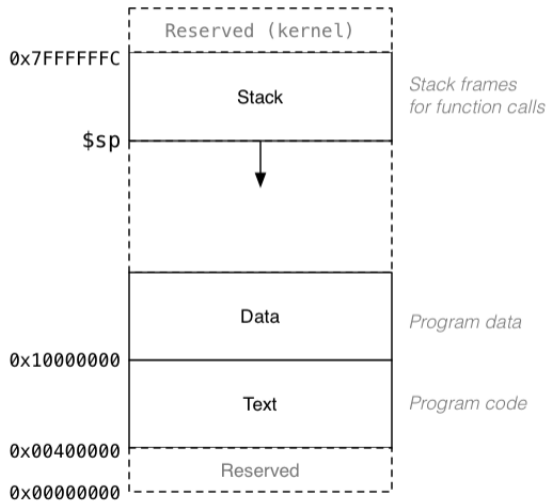 Reserved (kernel)
0x7FFFFFFC
Stack
Stack frames
for function calls
$sp
Data
Program data
0x10000000
Text
Program code
0x00400000
Reserved
0x00000000